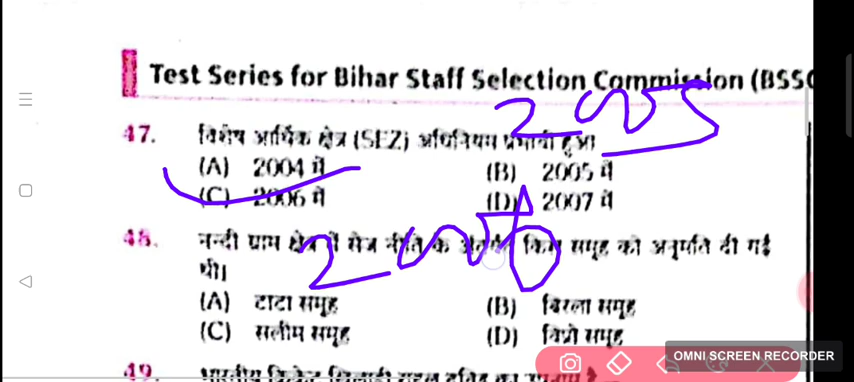 Test Series for Bihar Staff Selection Commission (BSSC
2005
47. विशेष आर्थिक क्षेत्र (SEZ) अधिनियम प्रभावी हुआ
(A) 2004 में (B) 2005 में
(C) 2006 में (D) 2007 में
2006
48. नन्दी ग्राम क्षेत्र में सेज नीति के अंतर्गत किस समूह को अनुमति दी गई
थी।
(A) टाटा समूह (B) बिरला समूह
(C) सलीम समूह (D) विप्रो समूह
OMNI SCREEN RECORDER
49.